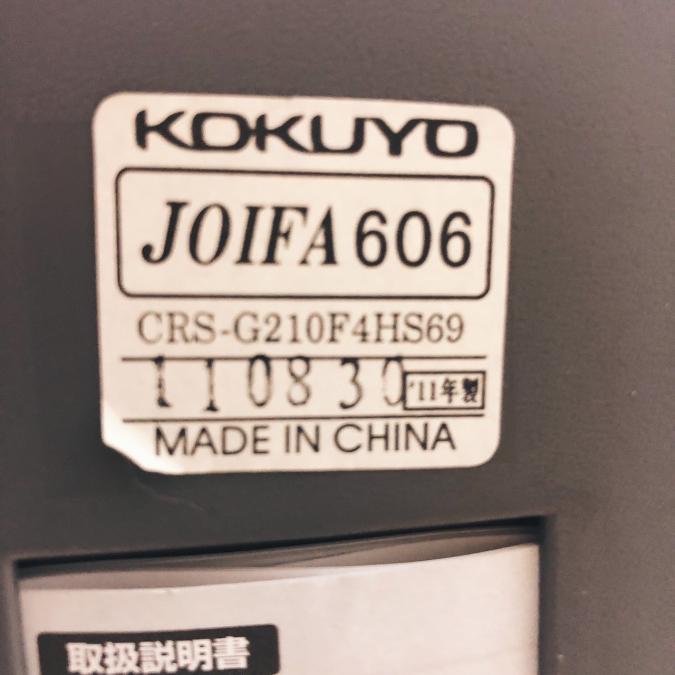 KOKUYO
JOIFA 606
CRS-G210F4HS69
110830 '11年製
MADE IN CHINA
取扱説明書